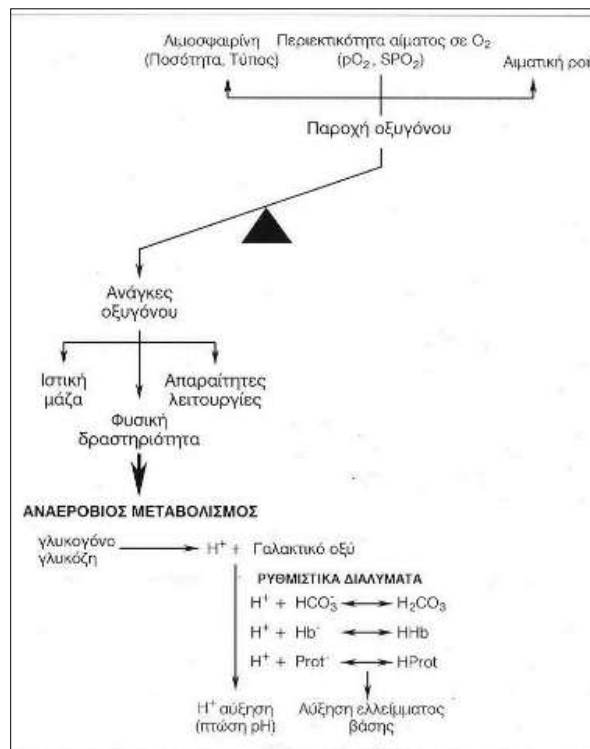 Αιμοσφαιρίνη
(Ποσότητα, Τύπος)
Περιεκτικότητα αίματος σε O₂
(pO₂, SPO₂)
Αιματική ροή
Παροχή οξυγόνου
Ανάγκες
οξυγόνου
Ιστική
μάζα
Απαραίτητες
λειτουργίες
Φυσική
δραστηριότητα
ΑΝΑΕΡΟΒΙΟΣ ΜΕΤΑΒΟΛΙΣΜΟΣ
γλυκογόνο
γλυκόζη
H⁺ + Γαλακτικό οξύ
ΡΥΘΜΙΣΤΙΚΑ ΔΙΑΛΥΜΑΤΑ
H⁺ + HCO₃⁻ ↔ H₂CO₃
H⁺ + Hb⁻ ↔ HHb
H⁺ + Prot⁻ ↔ HProt
H⁺ αύξηση
(πτώση pH)
Αύξηση ελλείμματος
βάσης